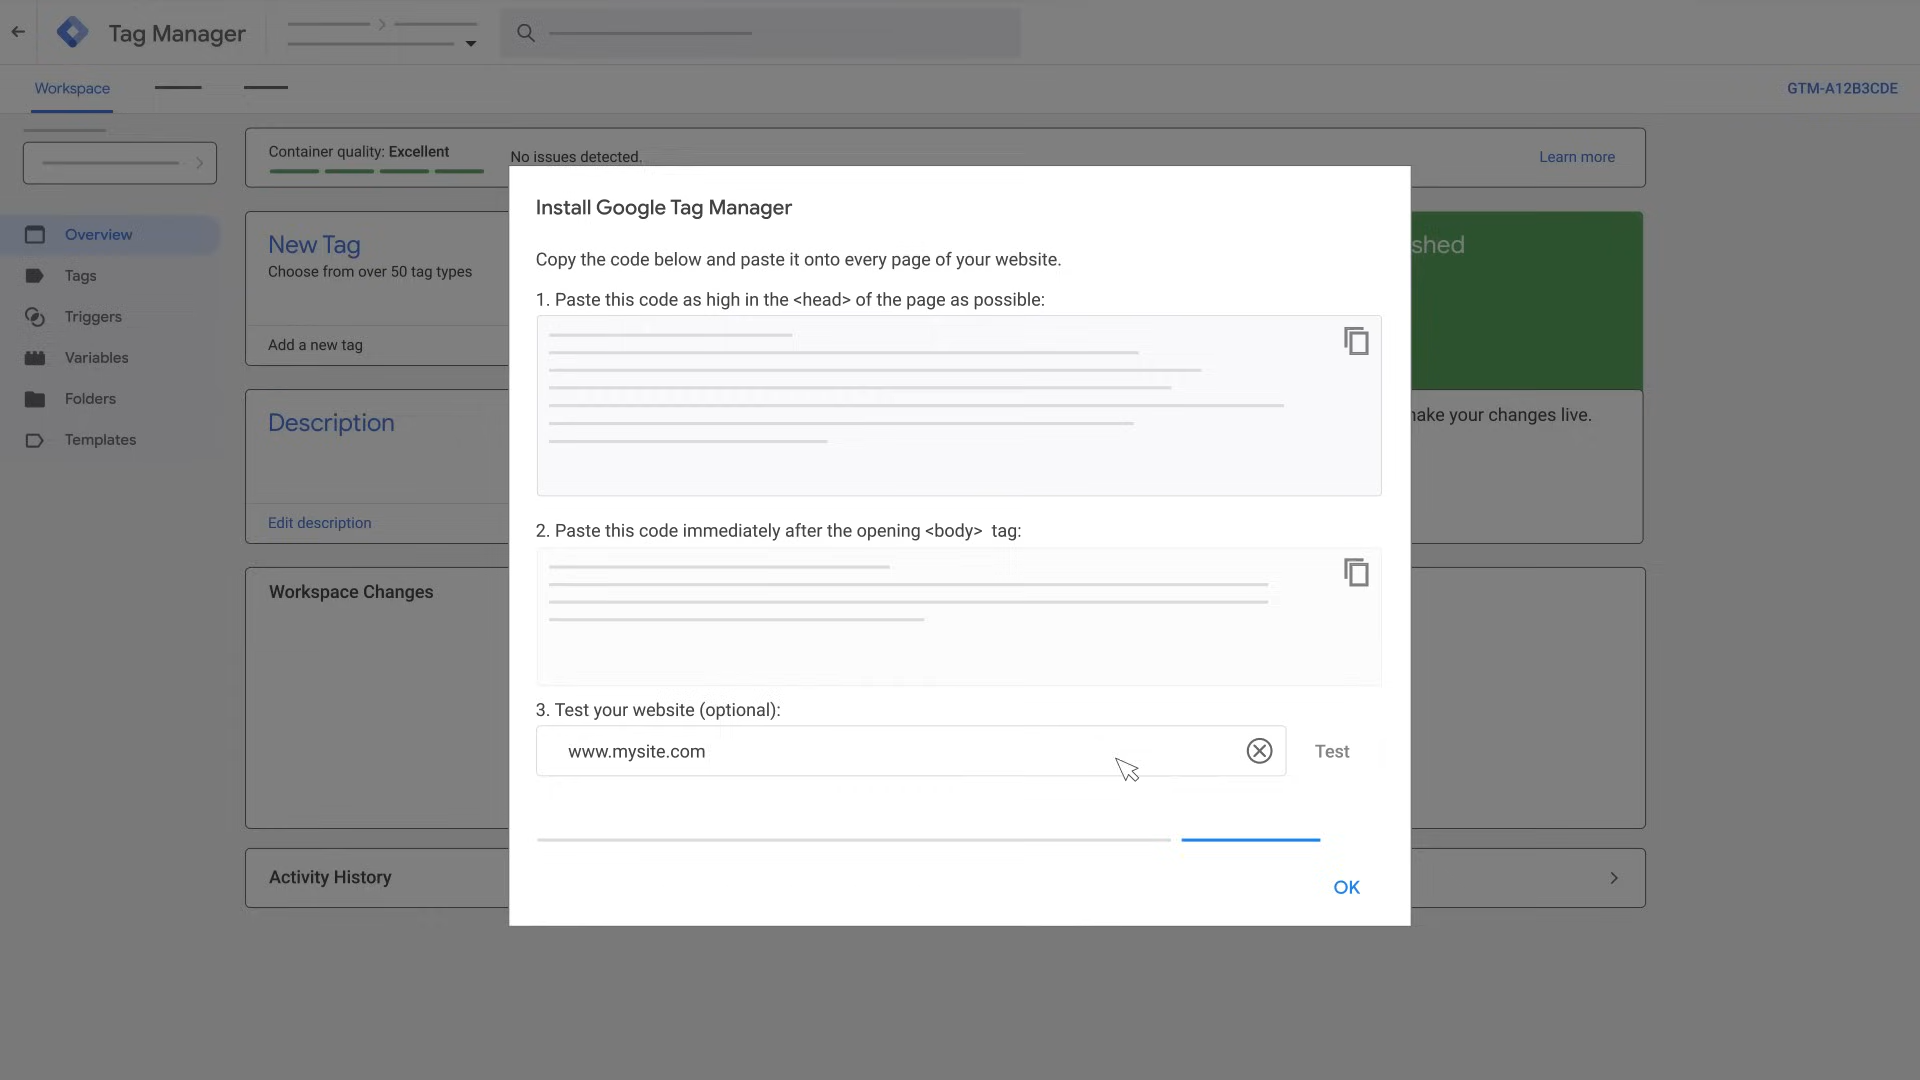 Tag Manager
Workspace
GTM-A12B3CDE
Container quality: Excellent
No issues detected.
Learn more
Overview
Tags
Triggers
Variables
Folders
Templates
New Tag
Choose from over 50 tag types
Add a new tag
Description
Edit description
Workspace Changes
Activity History
Install Google Tag Manager
Copy the code below and paste it onto every page of your website.
1. Paste this code as high in the <head> of the page as possible:
2. Paste this code immediately after the opening <body> tag:
3. Test your website (optional):
www.mysite.com
Test
OK
shed
your changes live.